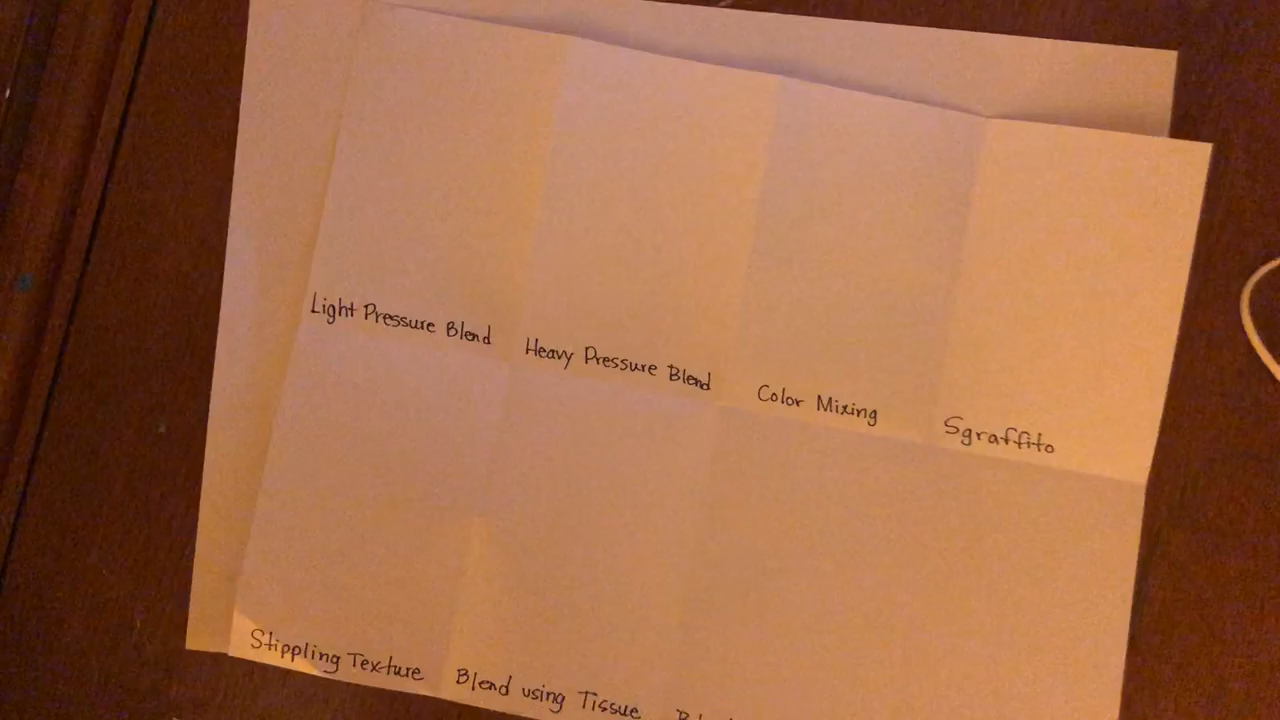 Light Pressure Blend
Heavy Pressure Blend
Color Mixing
Sgraffito
Stippling Texture
Blend using Tissue